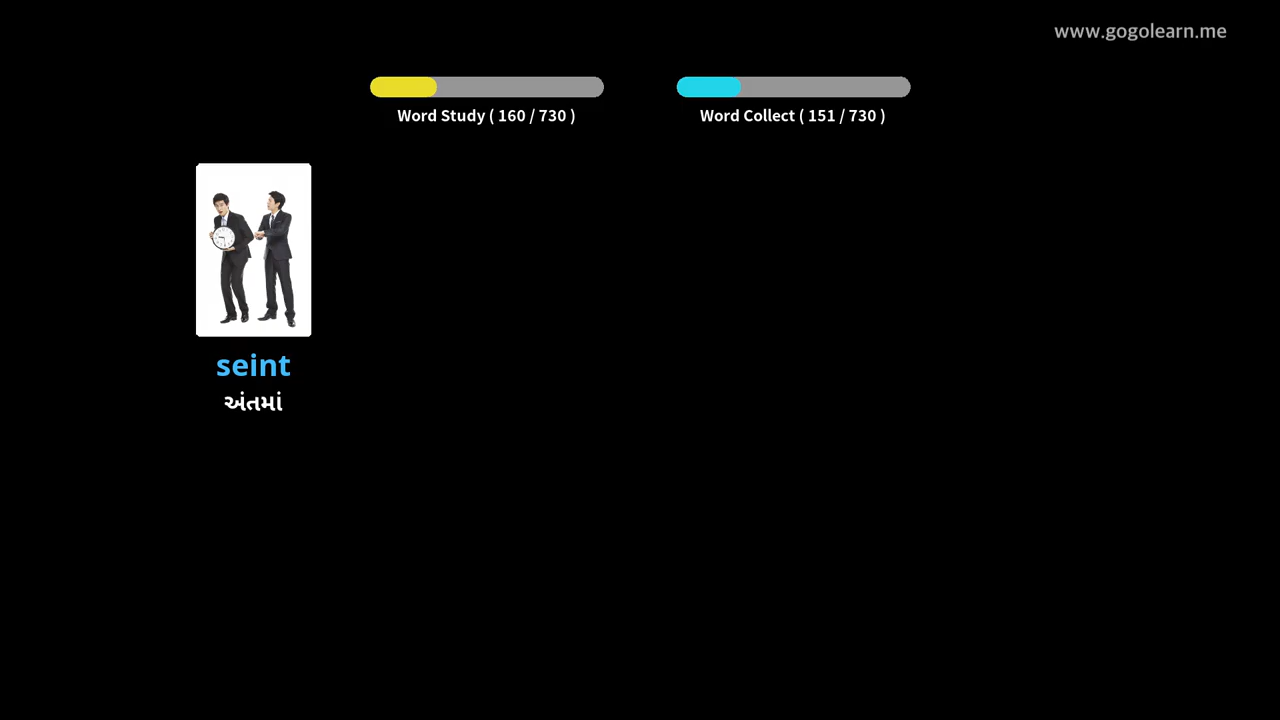 www.gogolearn.me
Word Study ( 160 / 730 )
Word Collect ( 151 / 730 )
seint
અંતમાં